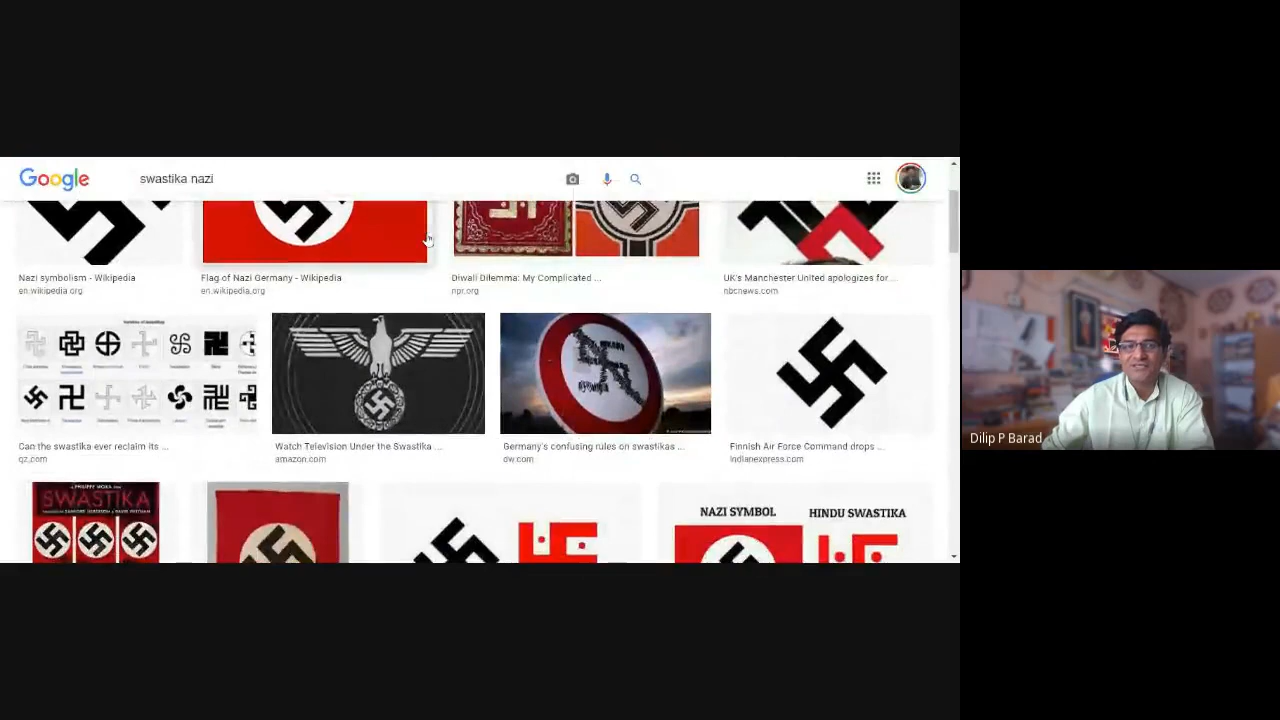 Google
swastika nazi
Nazi symbolism - Wikipedia
en.wikipedia.org
Flag of Nazi Germany - Wikipedia
en.wikipedia.org
Diwali Dilemma: My Complicated ...
npr.org
UK's Manchester United apologizes for...
nbcnews.com
Can the swastika ever reclaim its ...
qz.com
Watch Television Under the Swastika ...
amazon.com
Germany's confusing rules on swastikas ...
dw.com
Finnish Air Force Command drops ...
indianexpress.com
SWASTIKA
NAZI SYMBOL
HINDU SWASTIKA
Dilip P Barad